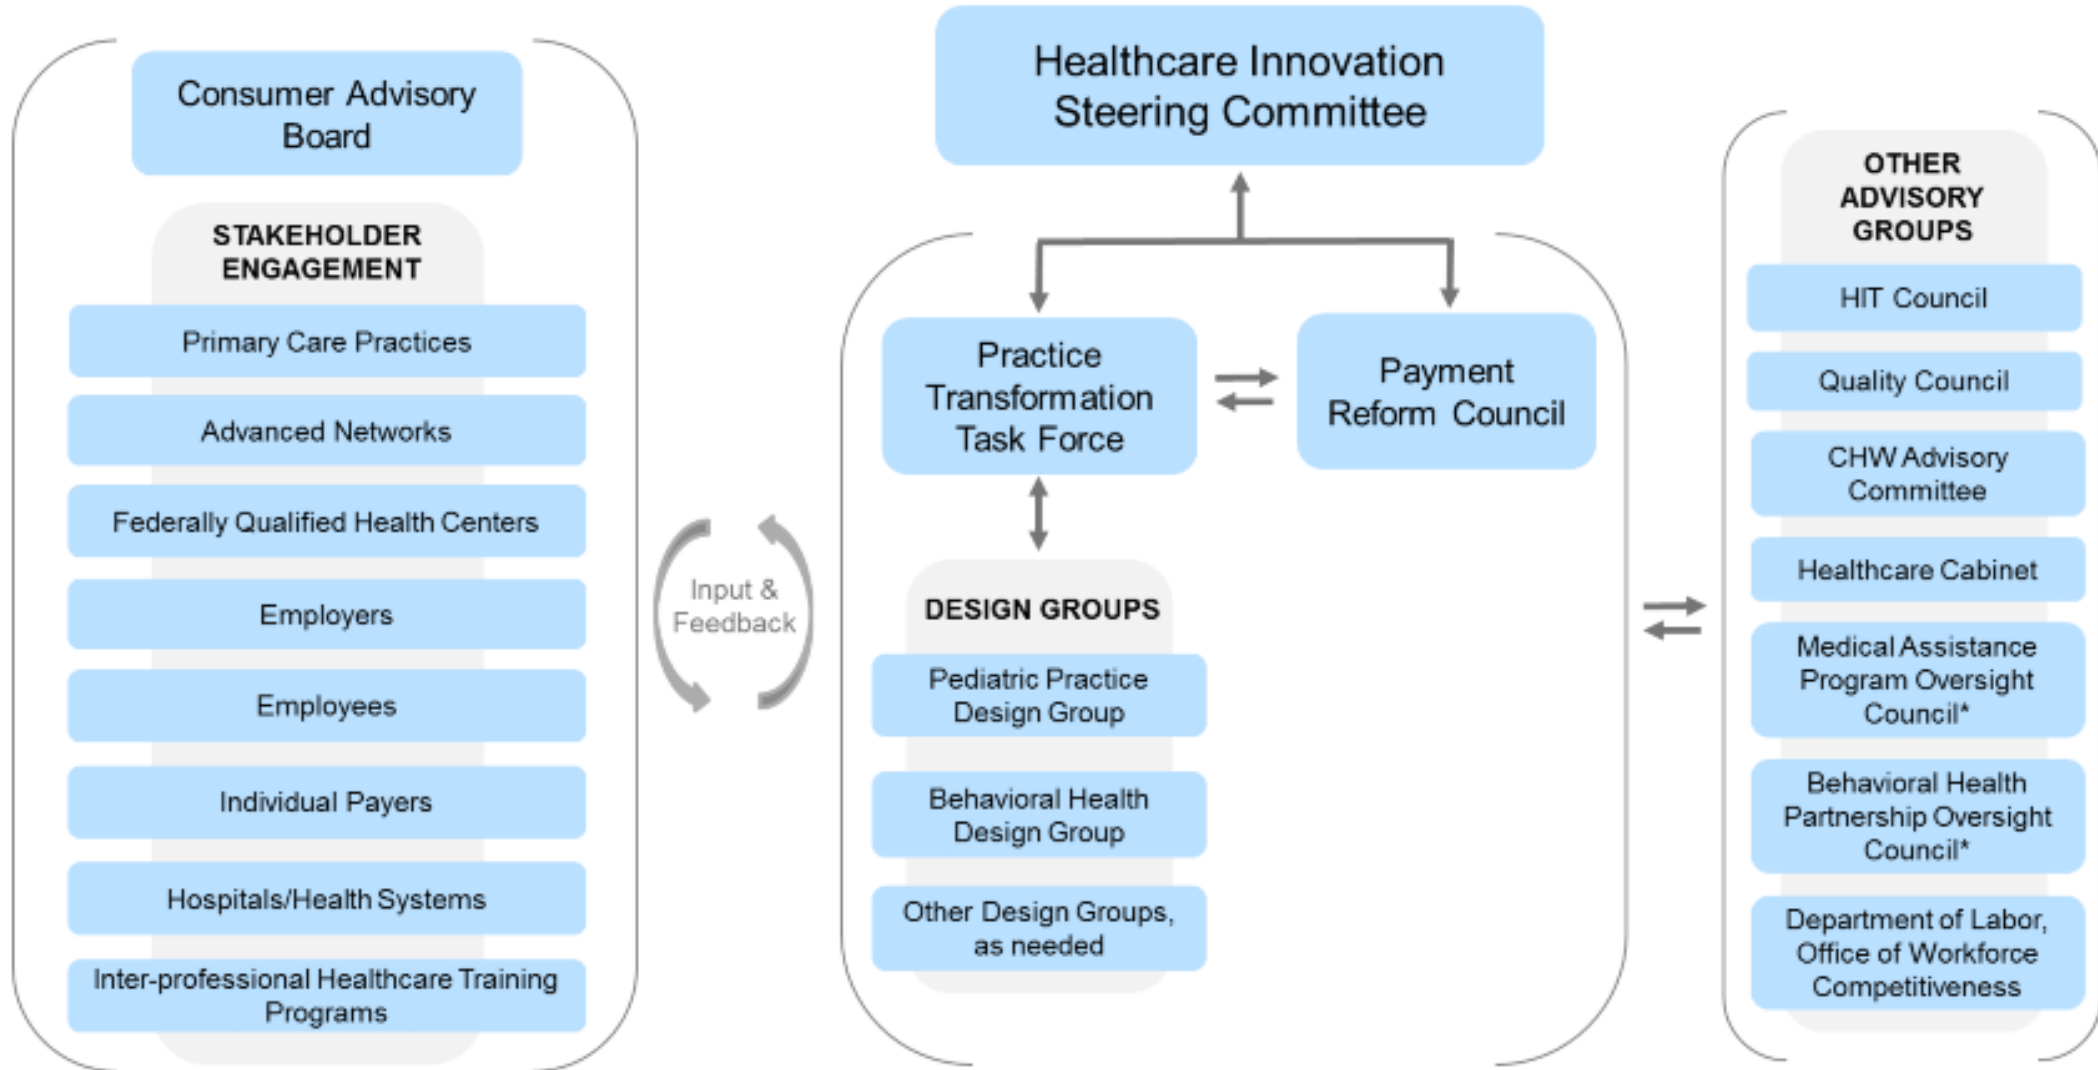 Consumer Advisory
Board
STAKEHOLDER
ENGAGEMENT
Primary Care Practices
Advanced Networks
Federally Qualified Health Centers
Employers
Employees
Individual Payers
Hospitals/Health Systems
Inter-professional Healthcare Training
Programs
Input &
Feedback
Healthcare Innovation
Steering Committee
Practice
Transformation
Task Force
Payment
Reform Council
DESIGN GROUPS
Pediatric Practice
Design Group
Behavioral Health
Design Group
Other Design Groups,
as needed
OTHER
ADVISORY
GROUPS
HIT Council
Quality Council
CHW Advisory
Committee
Healthcare Cabinet
Medical Assistance
Program Oversight
Council*
Behavioral Health
Partnership Oversight
Council*
Department of Labor,
Office of Workforce
Competitiveness